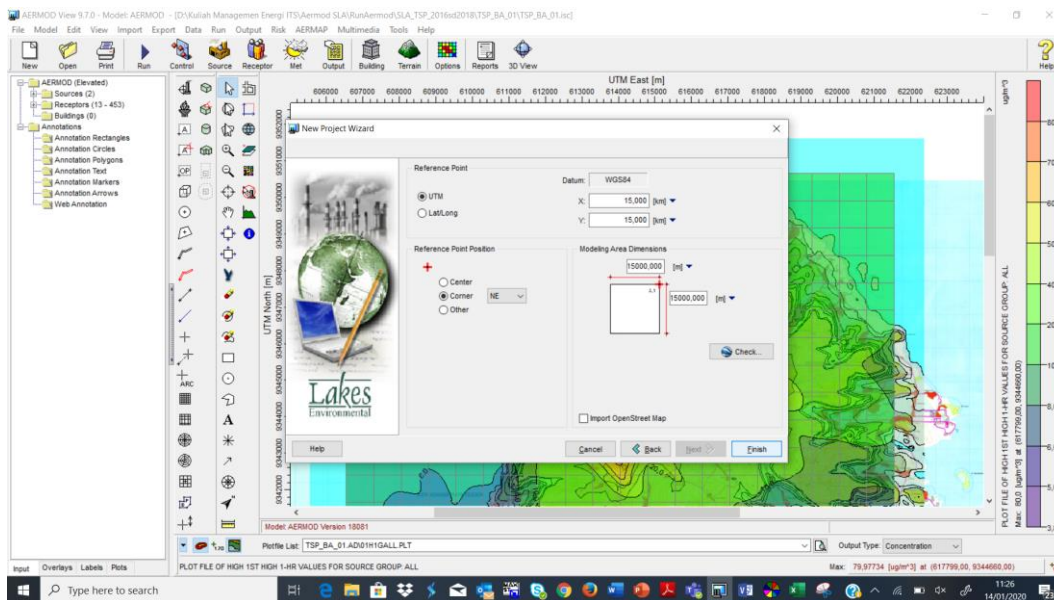 AERMOD View 9.7.0 - Model: AERMOD - [D:\Kuliah Managemen Energi ITS\Aermod SLA\RunAermod\SLA_TSP_2016sd2018\TSP_BA_01\TSP_BA_01.isc]
File Model Edit View Import Export Data Run Output Risk AERMAP Multimedia Tools Help
New Open Print Run Control Source Receptor Met Output Building Terrain Options Reports 3D View Help
AERMOD (Elevated)
Sources (2)
Receptors (13 - 453)
Buildings (0)
Annotations
Annotation Rectangles
Annotation Circles
Annotation Polygons
Annotation Text
Annotation Markers
Annotation Arrows
Web Annotation
UTM East [m]
606000 607000 608000 609000 610000 611000 612000 613000 614000 615000 616000 617000 618000 619000 620000 621000 622000 623000
UTM North [m]
9352000
9351000
9350000
9349000
9348000
9347000
9346000
9345000
9344000
9343000
9342000
New Project Wizard
Reference Point
Datum: WGS84
UTM
Lat/Long
X: 15,000 [km]
Y: 15,000 [km]
Reference Point Position
Center
Corner NE
Other
Modeling Area Dimensions
15000,000 [m]
15000,000 [m]
Check...
Import OpenStreet Map
Lakes
Environmental
Help Cancel Back Next Finish
ug/m^3
PLOT FILE OF HIGH 1ST HIGH 1-HR VALUES FOR SOURCE GROUP: ALL
Max: 80,0 [ug/m^3] at (617799,00, 9344660,00)
Model: AERMOD Version 18081
Plotfile List: TSP_BA_01.AD\01H1GALL.PLT
Output Type: Concentration
Input Overlays Labels Plots
PLOT FILE OF HIGH 1ST HIGH 1-HR VALUES FOR SOURCE GROUP: ALL
Max: 79,97734 [ug/m^3] at (617799,00, 9344660,00)
Type here to search
11:26
14/01/2020